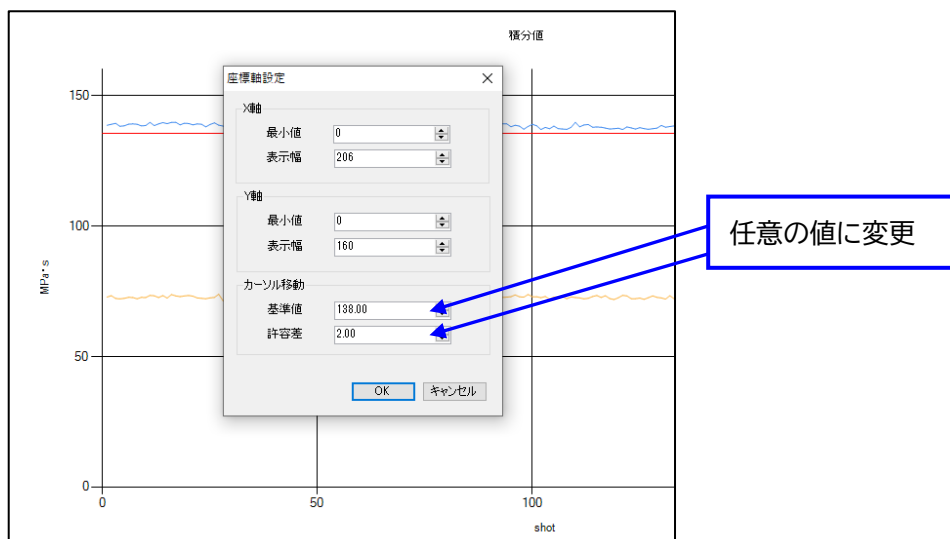 積分値
座標軸設定
X軸
最小値 0
表示幅 206
Y軸
最小値 0
表示幅 160
カーソル移動
基準値 138.00
許容差 2.00
OK キャンセル
任意の値に変更
150
100
50
0
MPa・s
0 50 100
shot